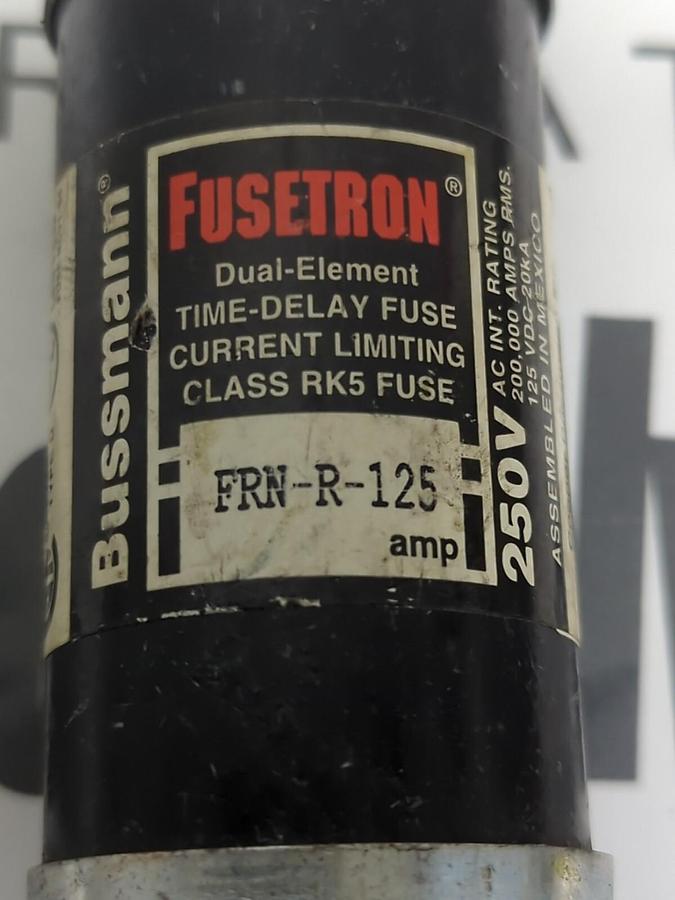 Bussmann®
FUSETRON®
Dual-Element
TIME-DELAY FUSE
CURRENT LIMITING
CLASS RK5 FUSE
FRN-R-125
amp
250V
AC INT. RATING
200,000 AMPS RMS.
125 VDC-20kA
ASSEMBLED IN MEXICO